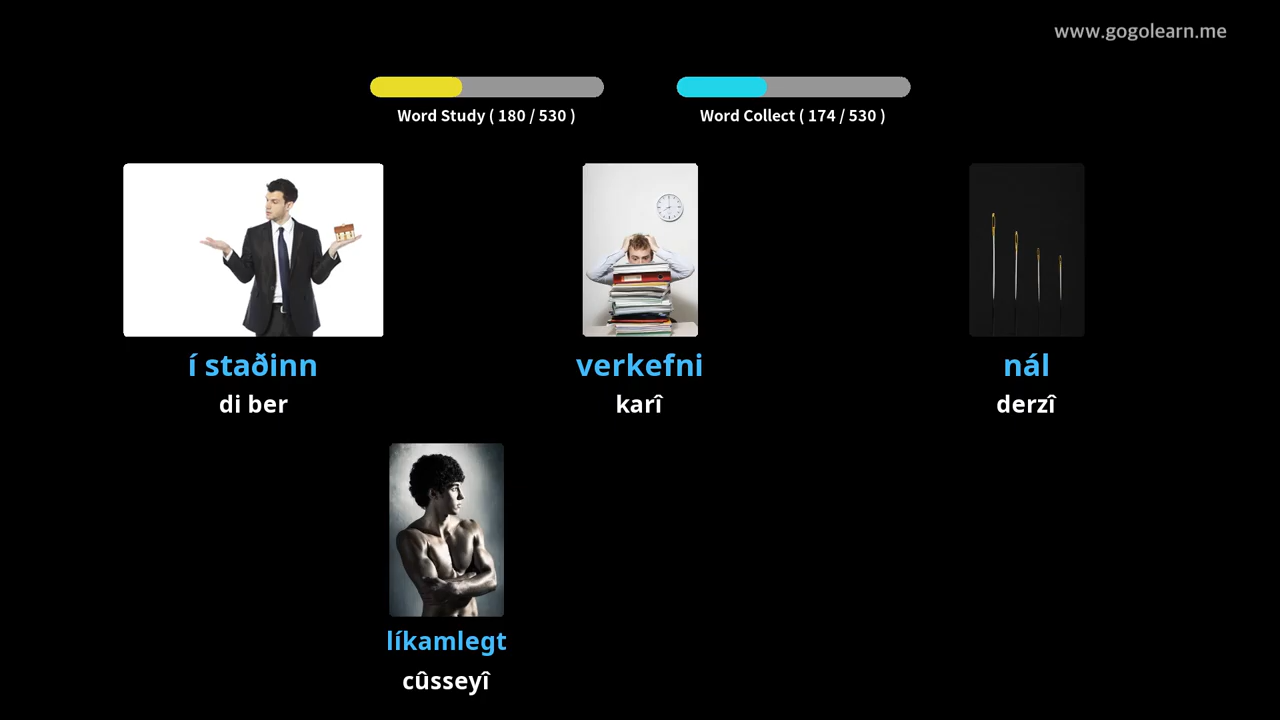 www.gogolearn.me
Word Study ( 180 / 530 )
Word Collect ( 174 / 530 )
í staðinn
di ber
verkefni
karî
nál
derzî
líkamlegt
cûsseyî